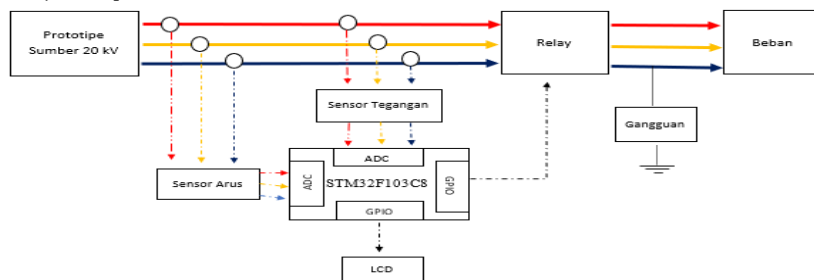 Prototipe
Sumber 20 kV
Relay
Beban
Sensor Tegangan
Gangguan
ADC
Sensor Arus
ADC
STM32F103C8
GPIO
GPIO
LCD